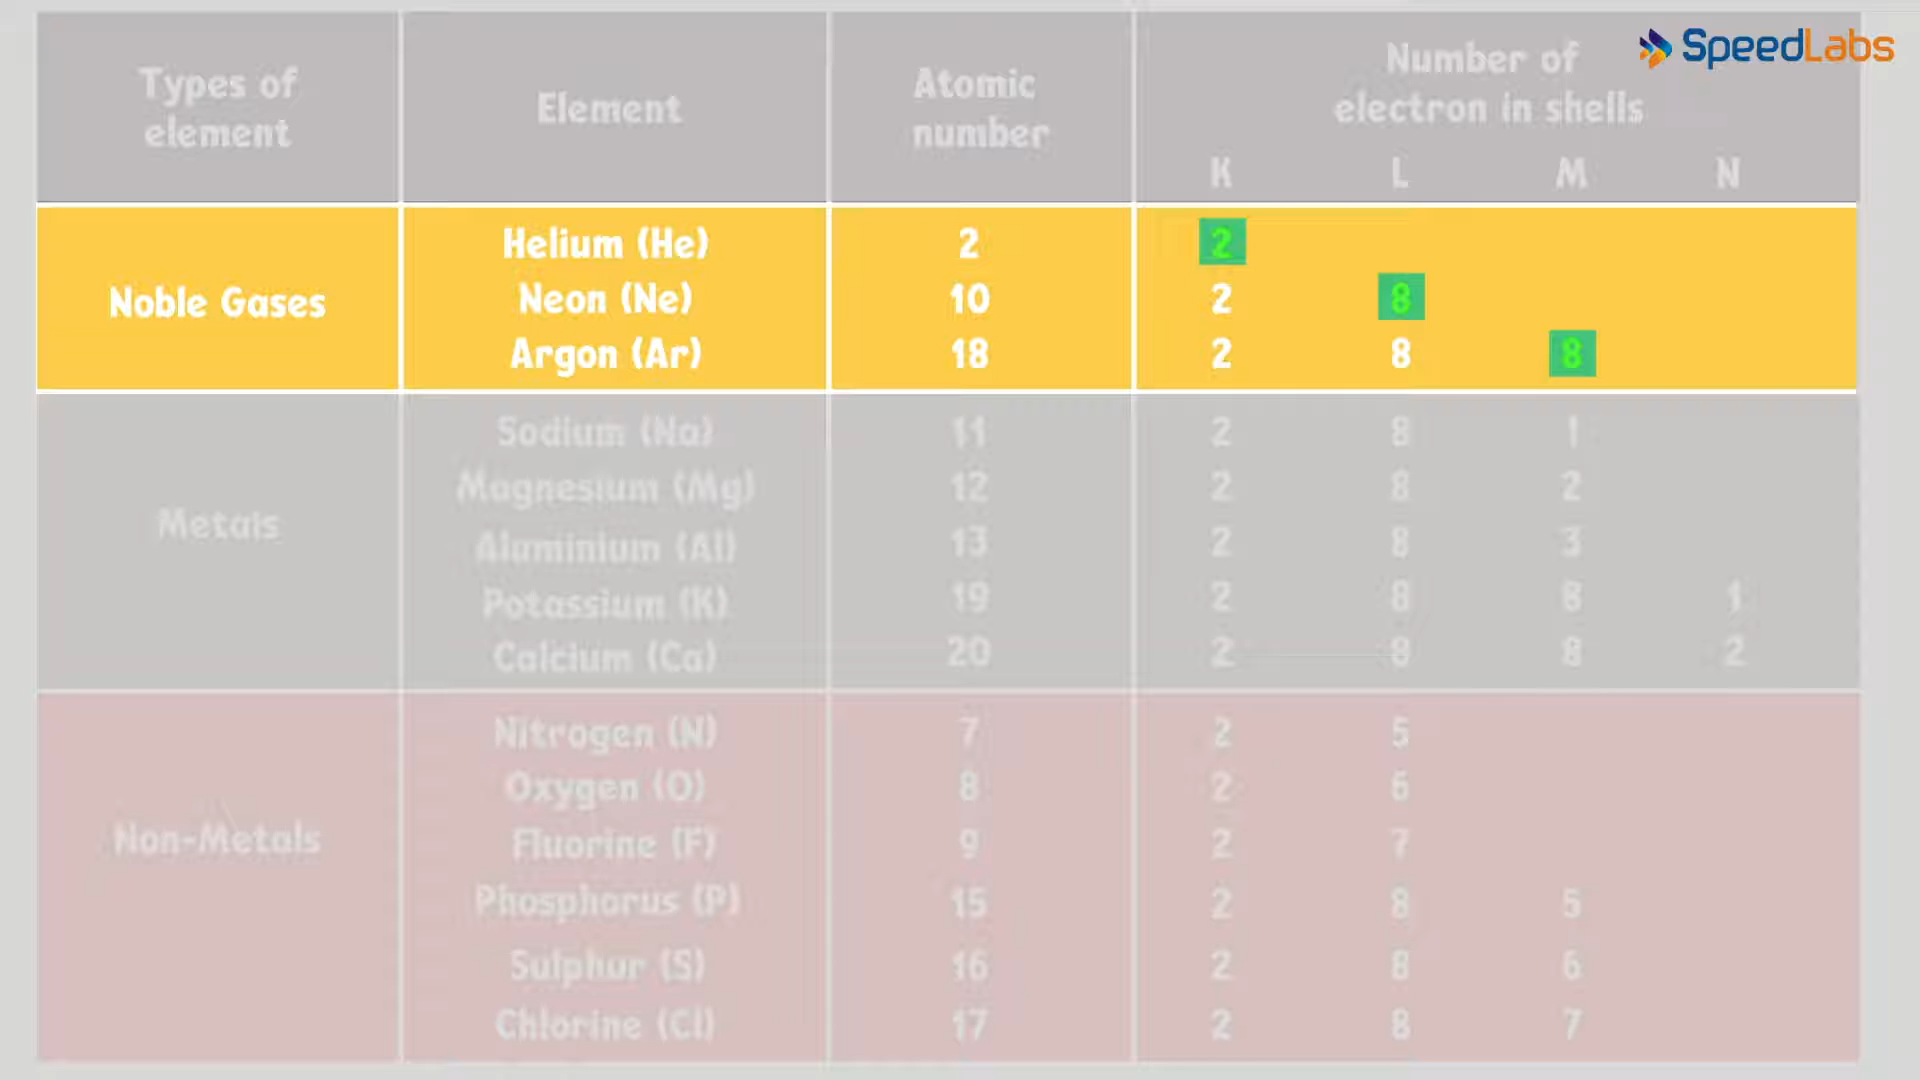 SpeedLabs
Types of element Element Atomic number Number of electron in shells
K L M N
Noble Gases
Helium (He) 2 2
Neon (Ne) 10 2 8
Argon (Ar) 18 2 8 8
Metals
Sodium (Na) 11 2 8 1
Magnesium (Mg) 12 2 8 2
Aluminium (Al) 13 2 8 3
Potassium (K) 19 2 8 8 1
Calcium (Ca) 20 2 8 8 2
Non-Metals
Nitrogen (N) 7 2 5
Oxygen (O) 8 2 6
Fluorine (F) 9 2 7
Phosphorus (P) 15 2 8 5
Sulphur (S) 16 2 8 6
Chlorine (Cl) 17 2 8 7